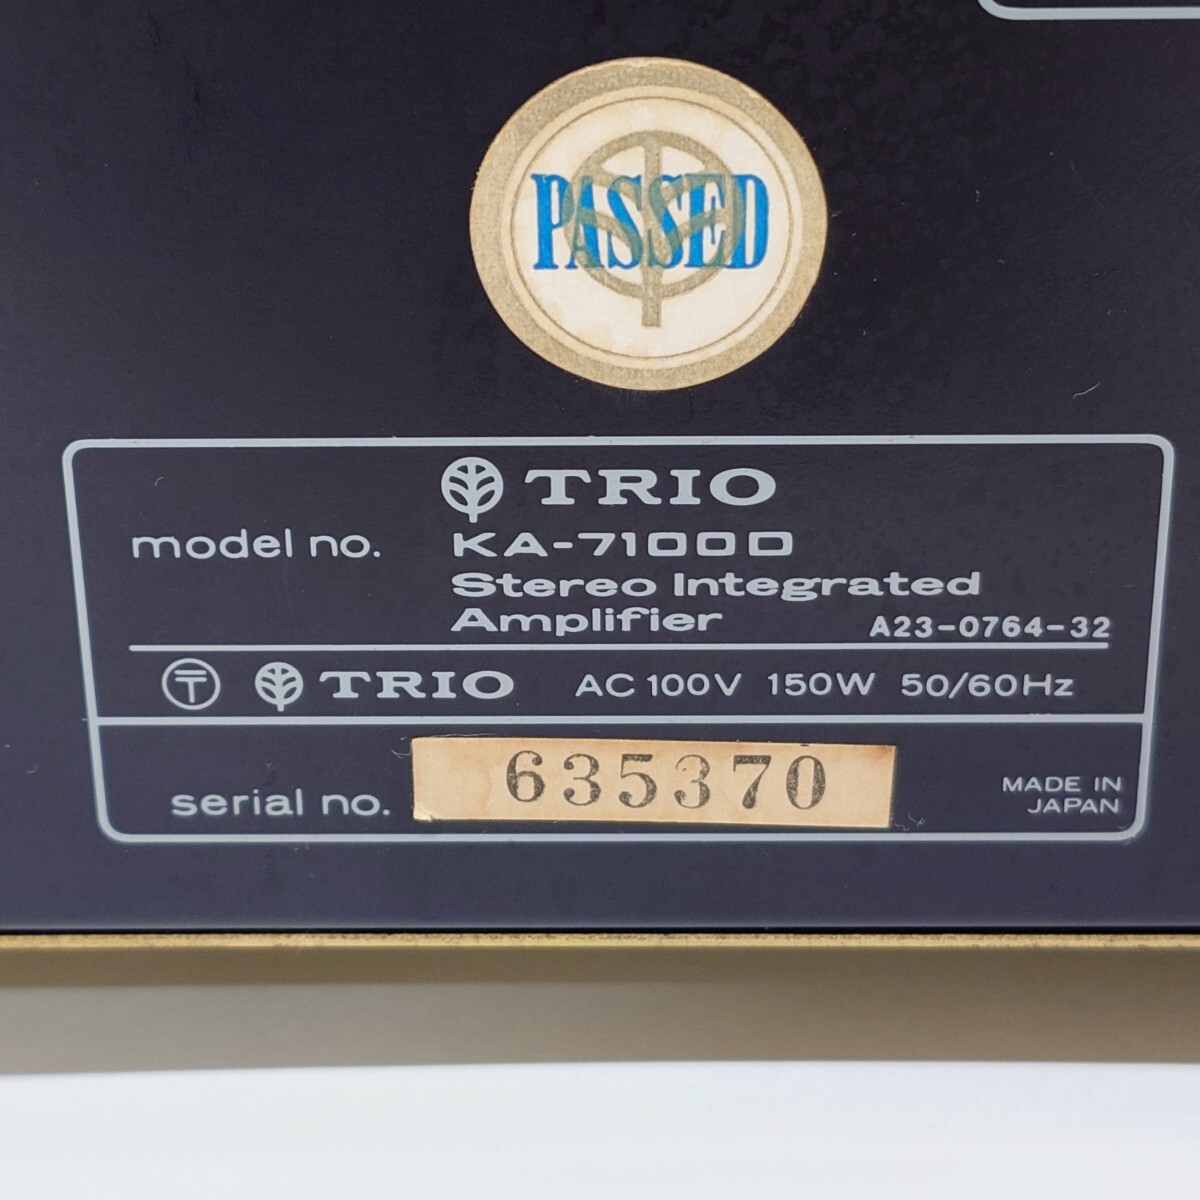 PASSED
TRIO
model no. KA-7100D
Stereo Integrated
Amplifier A23-0764-32
〒 TRIO AC 100V 150W 50/60Hz
serial no. 635370 MADE IN
JAPAN